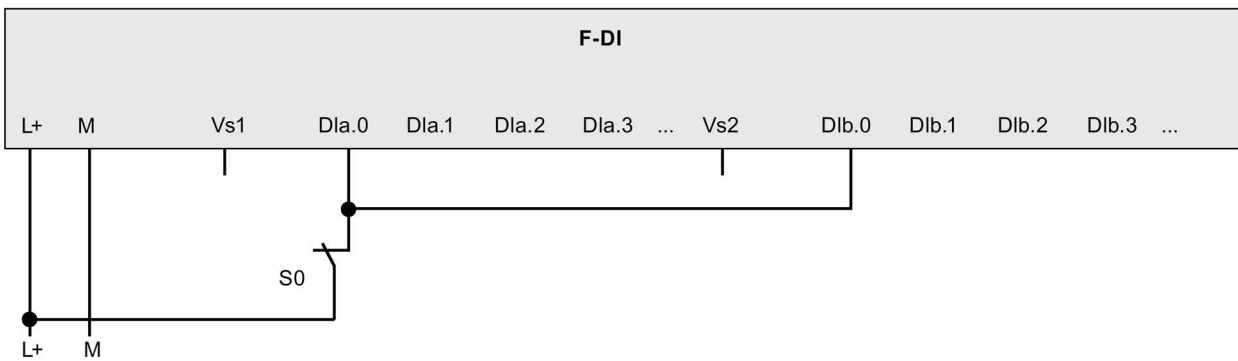 F-DI
L+ M Vs1 DIa.0 DIa.1 DIa.2 DIa.3 ... Vs2 DIb.0 DIb.1 DIb.2 DIb.3 ...
S0
L+ M